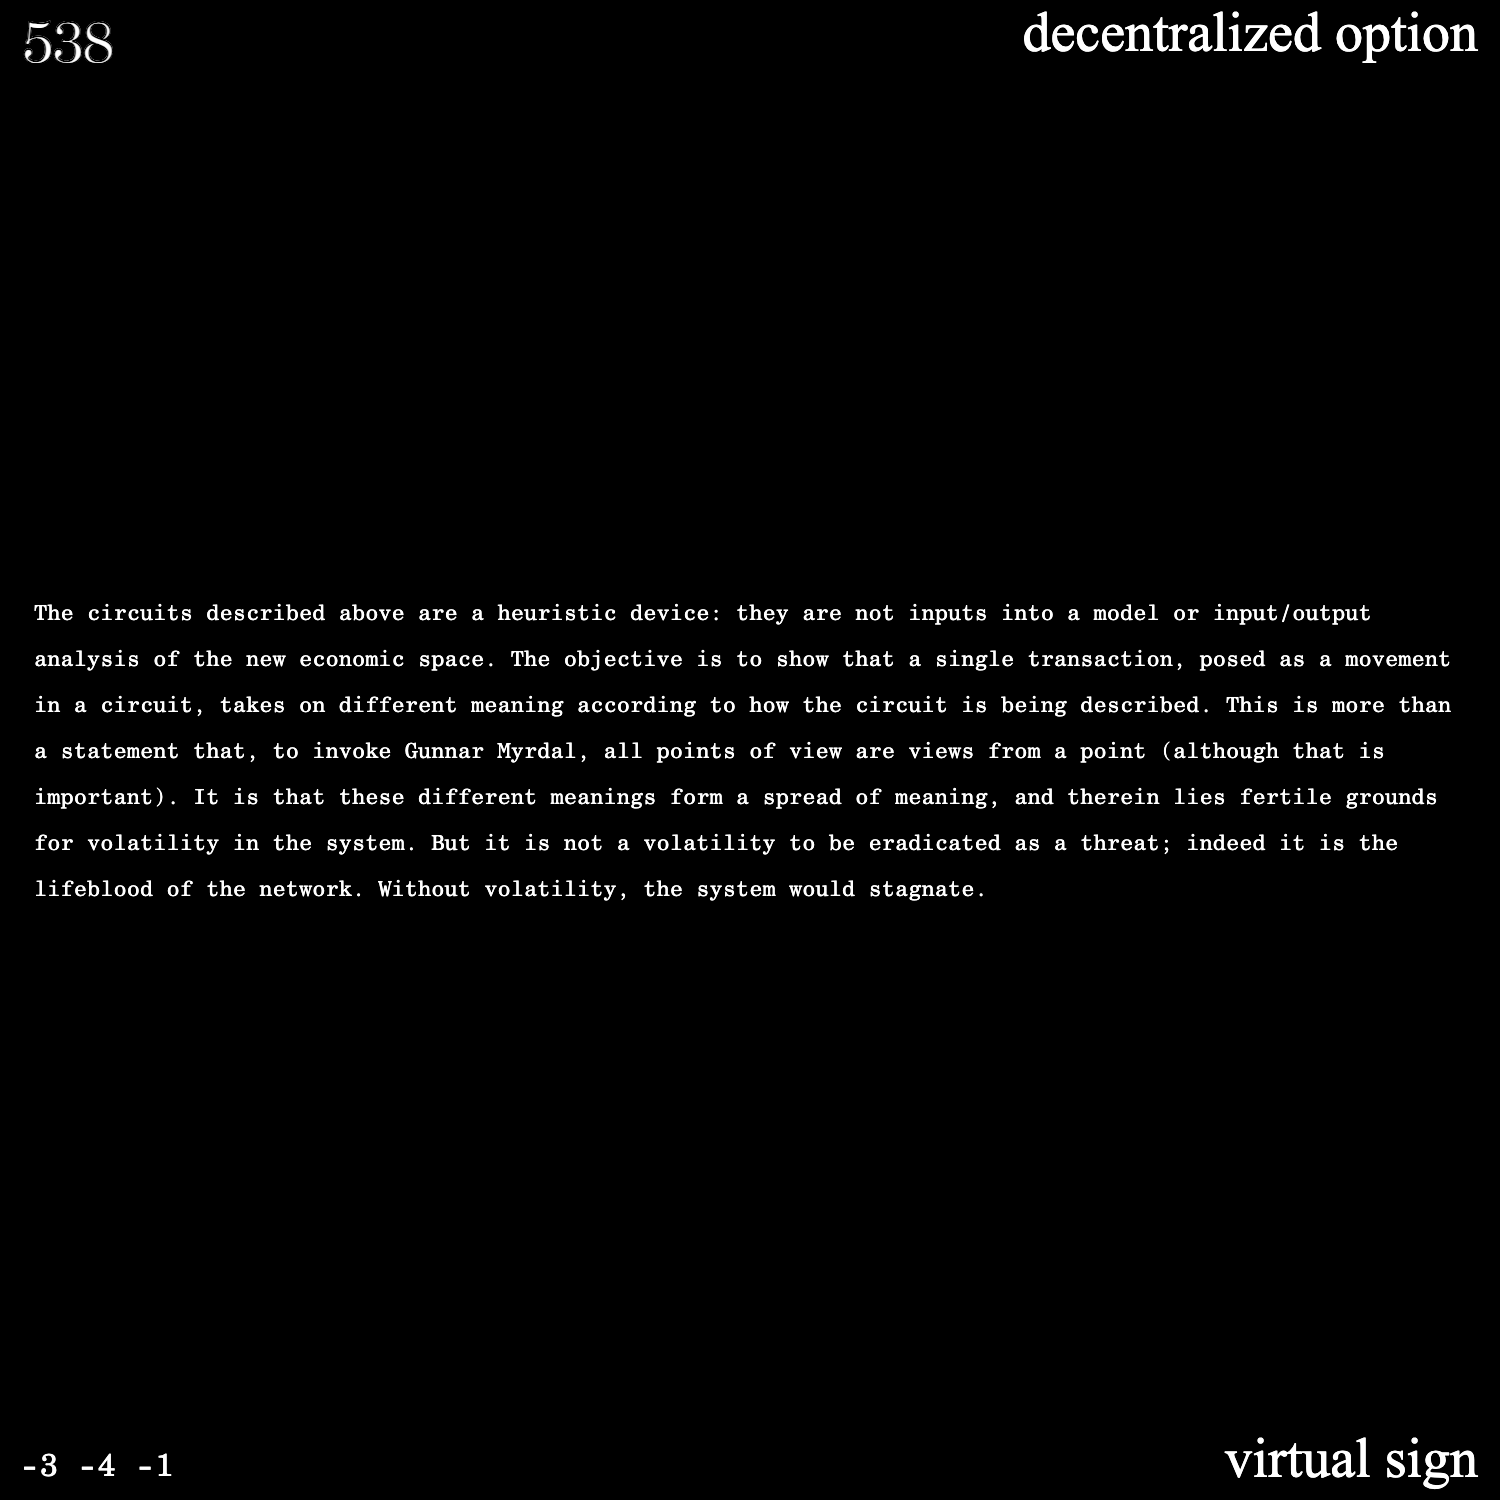 538
decentralized option
The circuits described above are a heuristic device: they are not inputs into a model or input/output
analysis of the new economic space. The objective is to show that a single transaction, posed as a movement
in a circuit, takes on different meaning according to how the circuit is being described. This is more than
a statement that, to invoke Gunnar Myrdal, all points of view are views from a point (although that is
important). It is that these different meanings form a spread of meaning, and therein lies fertile grounds
for volatility in the system. But it is not a volatility to be eradicated as a threat; indeed it is the
lifeblood of the network. Without volatility, the system would stagnate.
-3 -4 -1
virtual sign